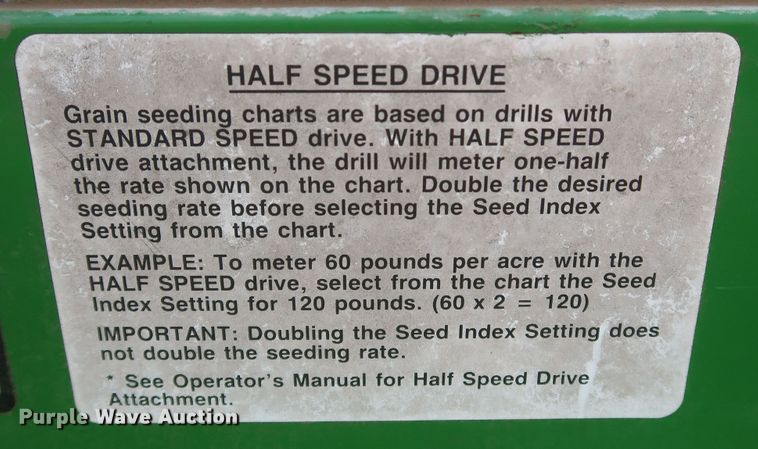 HALF SPEED DRIVE
Grain seeding charts are based on drills with
STANDARD SPEED drive. With HALF SPEED
drive attachment, the drill will meter one-half
the rate shown on the chart. Double the desired
seeding rate before selecting the Seed Index
Setting from the chart.
EXAMPLE: To meter 60 pounds per acre with the
HALF SPEED drive, select from the chart the Seed
Index Setting for 120 pounds. (60 x 2 = 120)
IMPORTANT: Doubling the Seed Index Setting does
not double the seeding rate.
* See Operator's Manual for Half Speed Drive
Attachment.
Purple Wave Auction